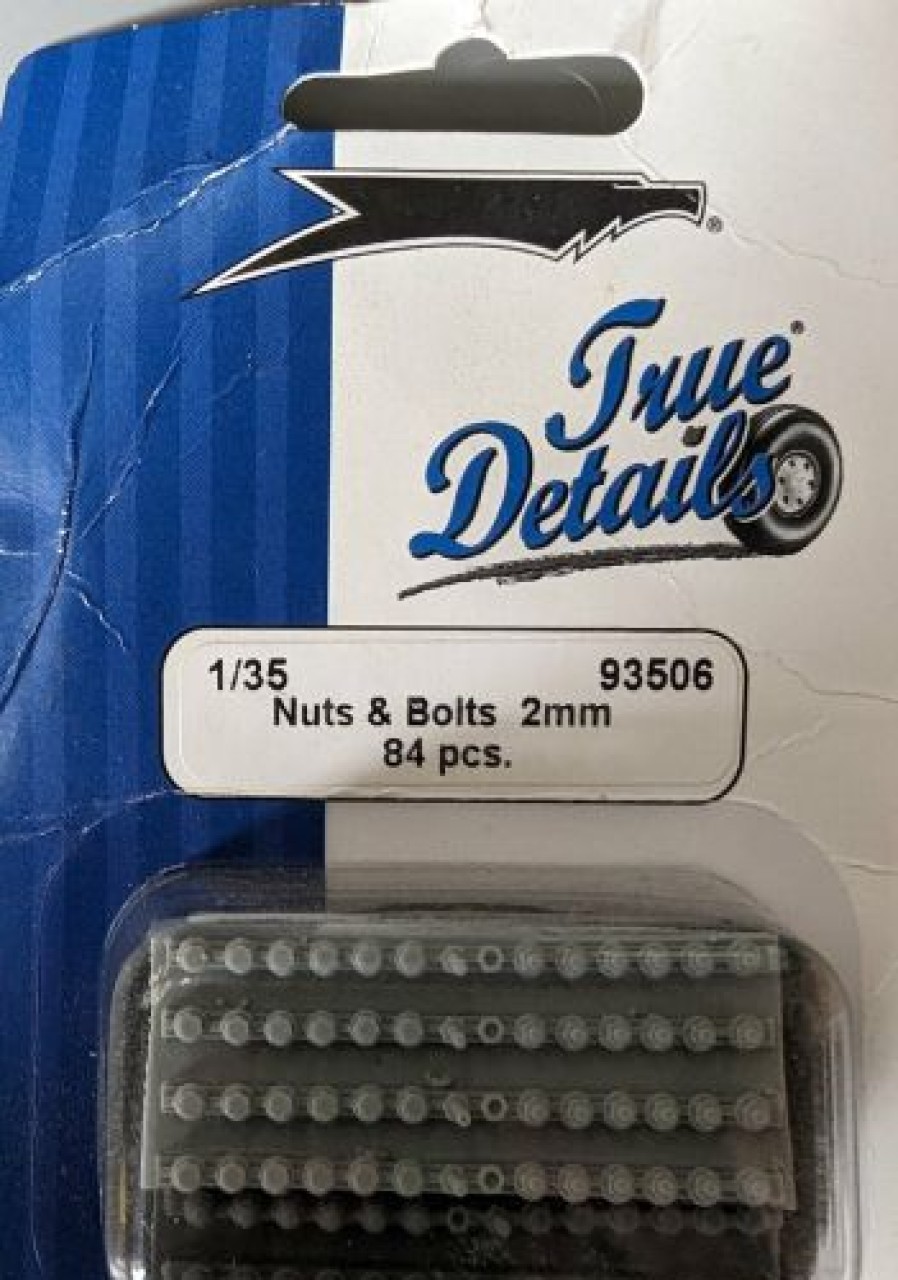 ®
True®
Details
1/35 93506
Nuts & Bolts 2mm
84 pcs.